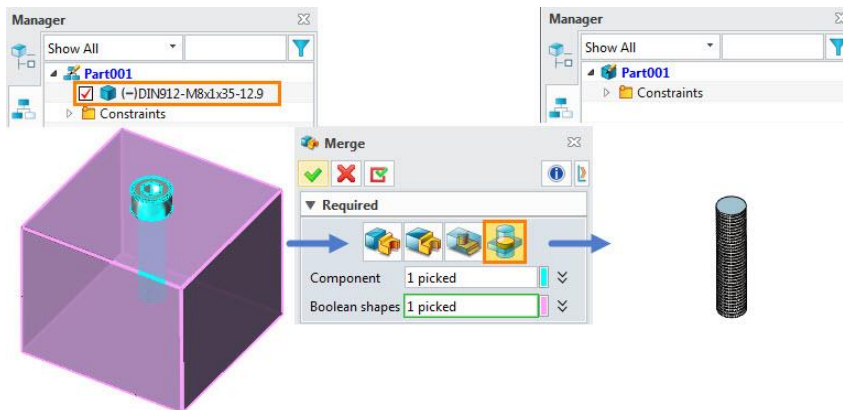 Manager
Show All
Part001
(-)DIN912-M8x1x35-12.9
Constraints
Merge
Required
Component 1 picked
Boolean shapes 1 picked
Manager
Show All
Part001
Constraints